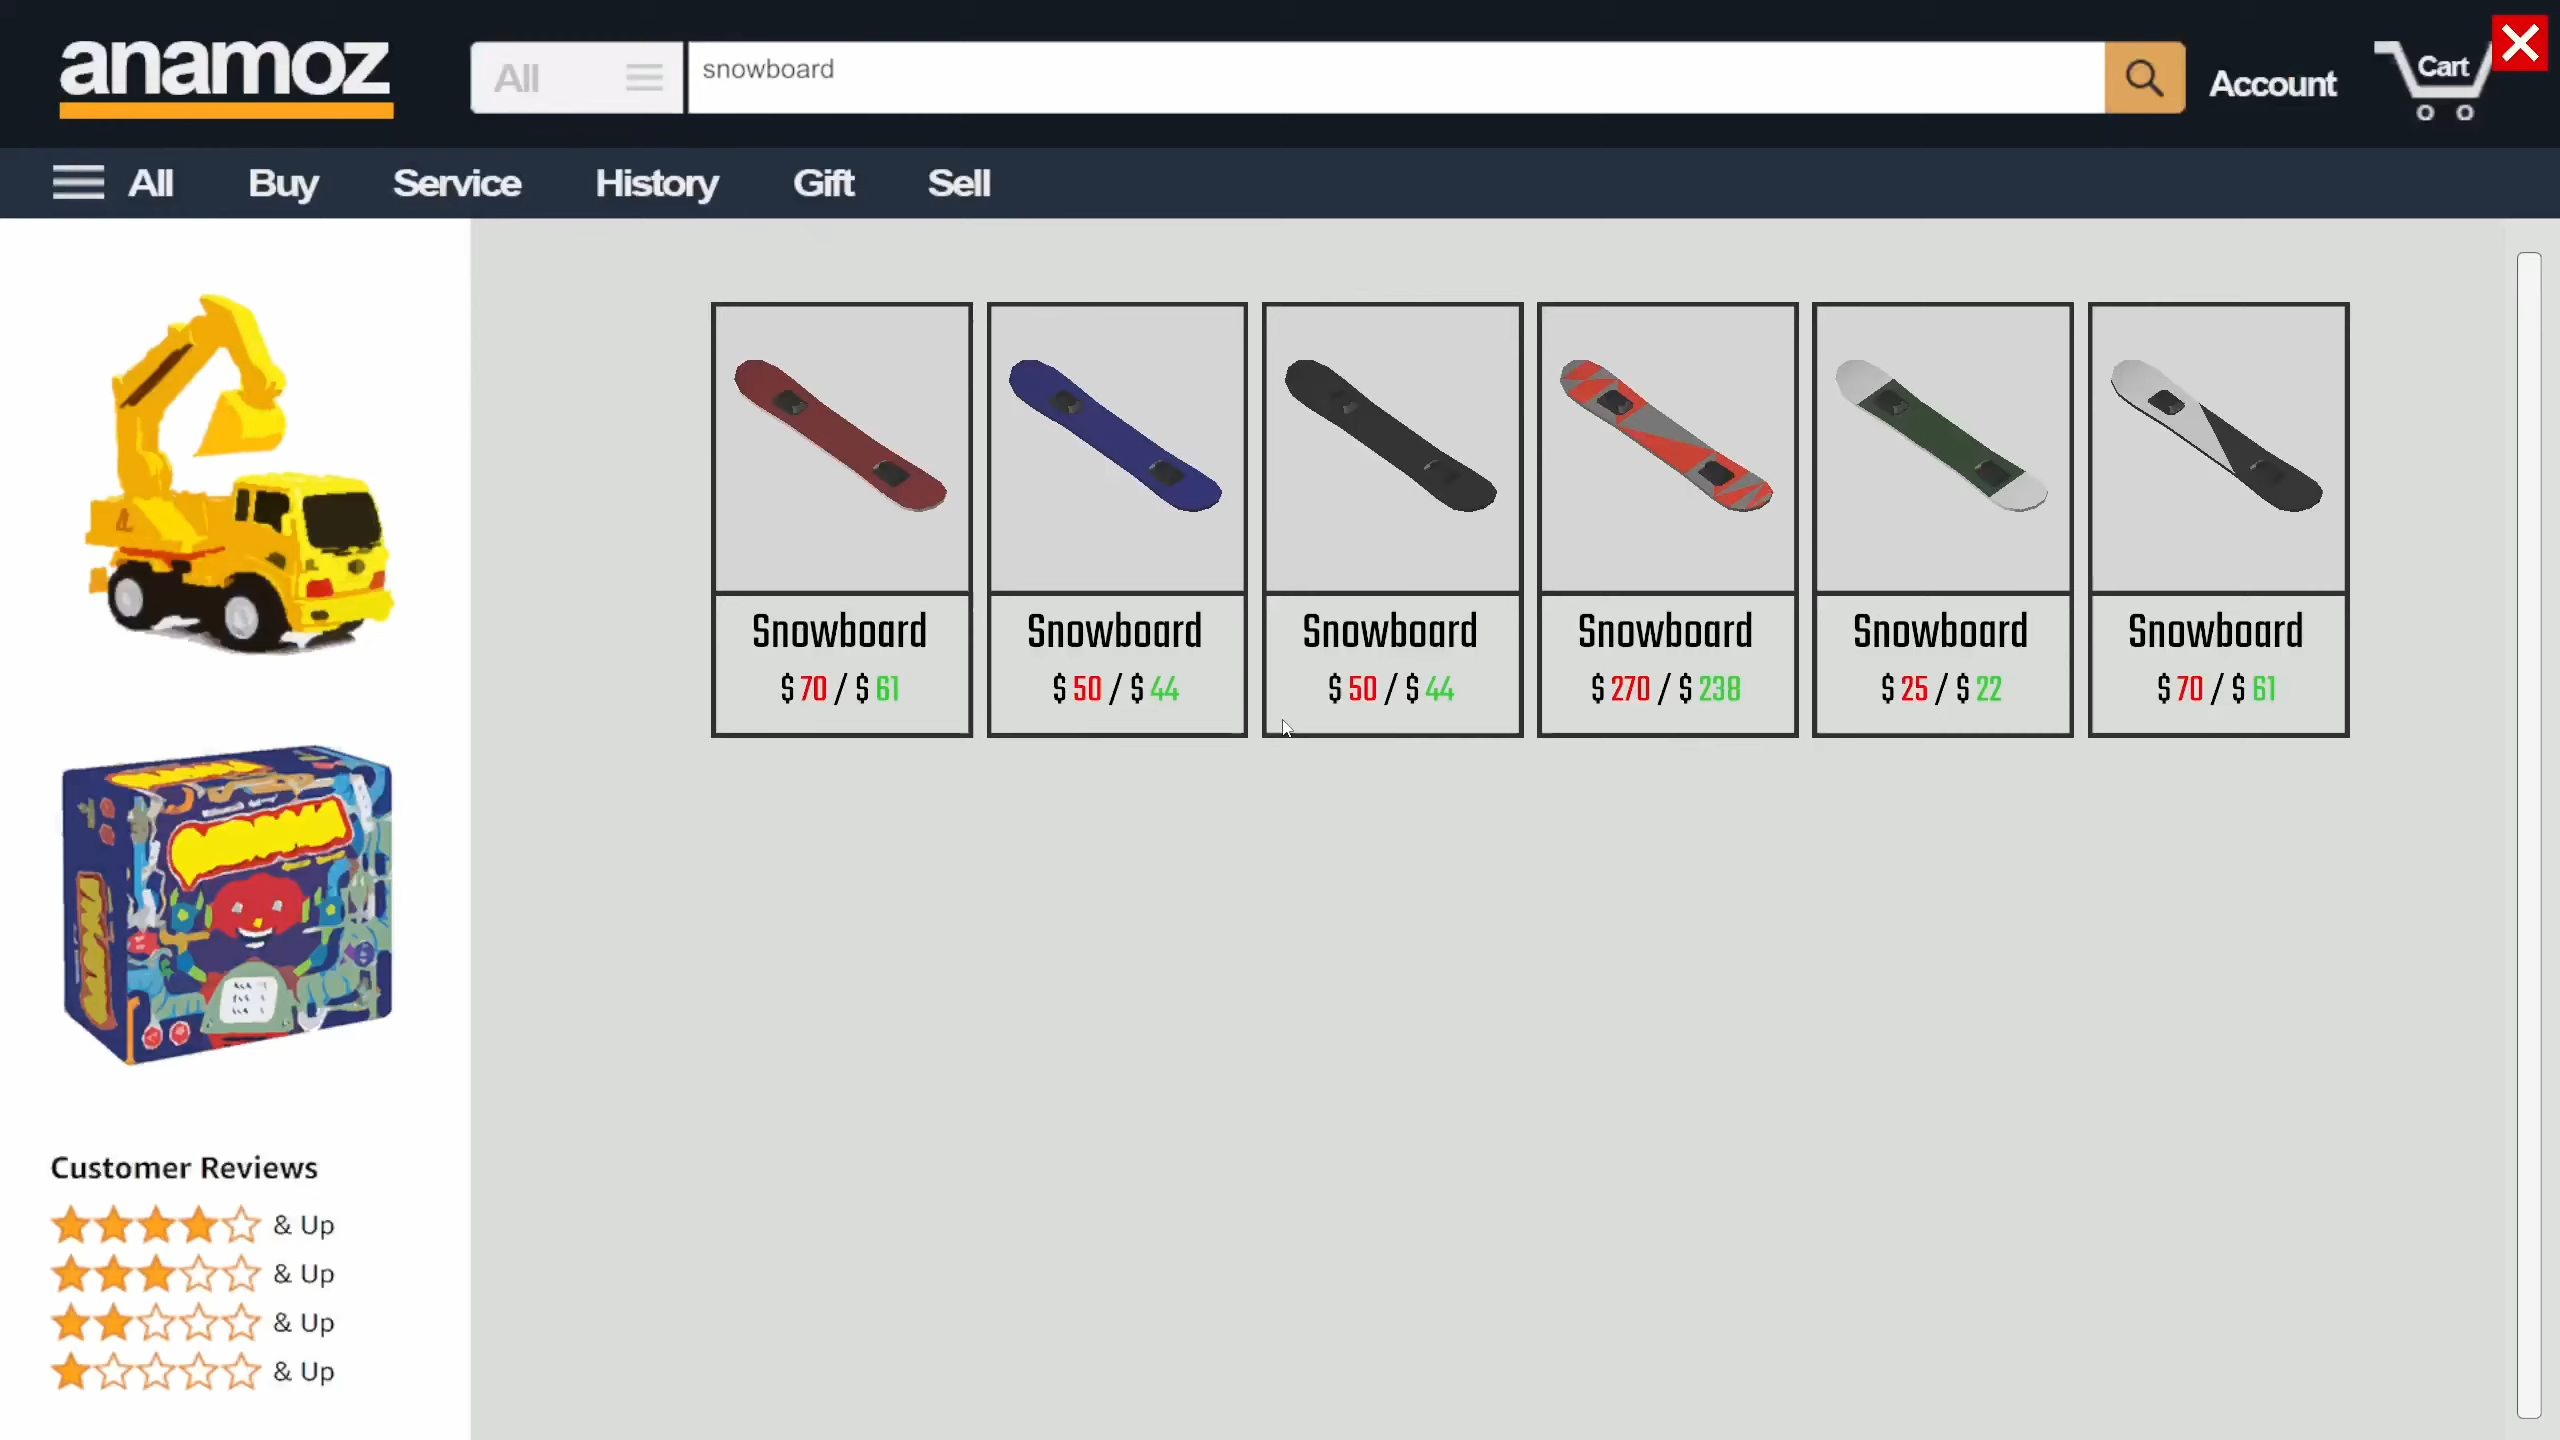 anamoz
All
snowboard
Account
Cart
All
Buy
Service
History
Gift
Sell
Snowboard
$ 70 / $ 61
Snowboard
$ 50 / $ 44
Snowboard
$ 50 / $ 44
Snowboard
$ 270 / $ 238
Snowboard
$ 25 / $ 22
Snowboard
$ 70 / $ 61
Customer Reviews
& Up
& Up
& Up
& Up